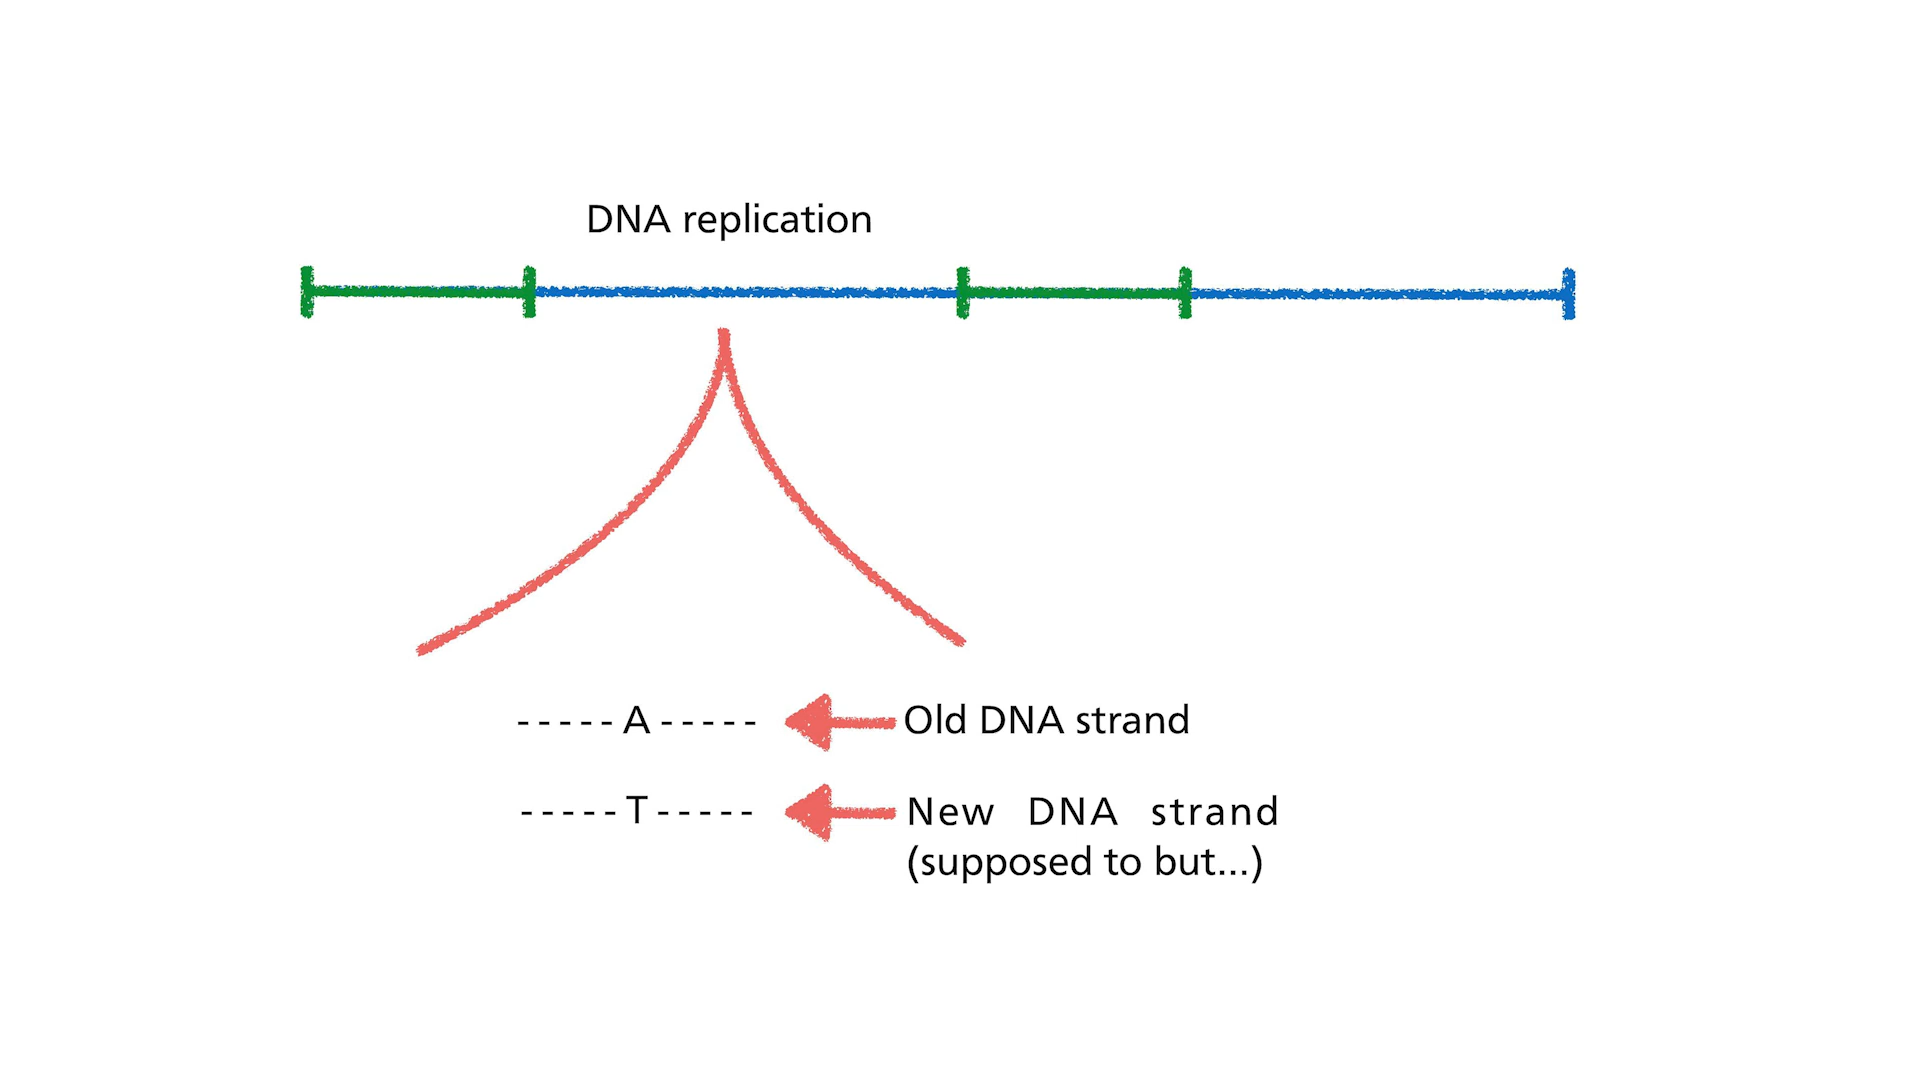 DNA replication
-----A----- Old DNA strand
-----T----- New DNA strand
(supposed to but...)